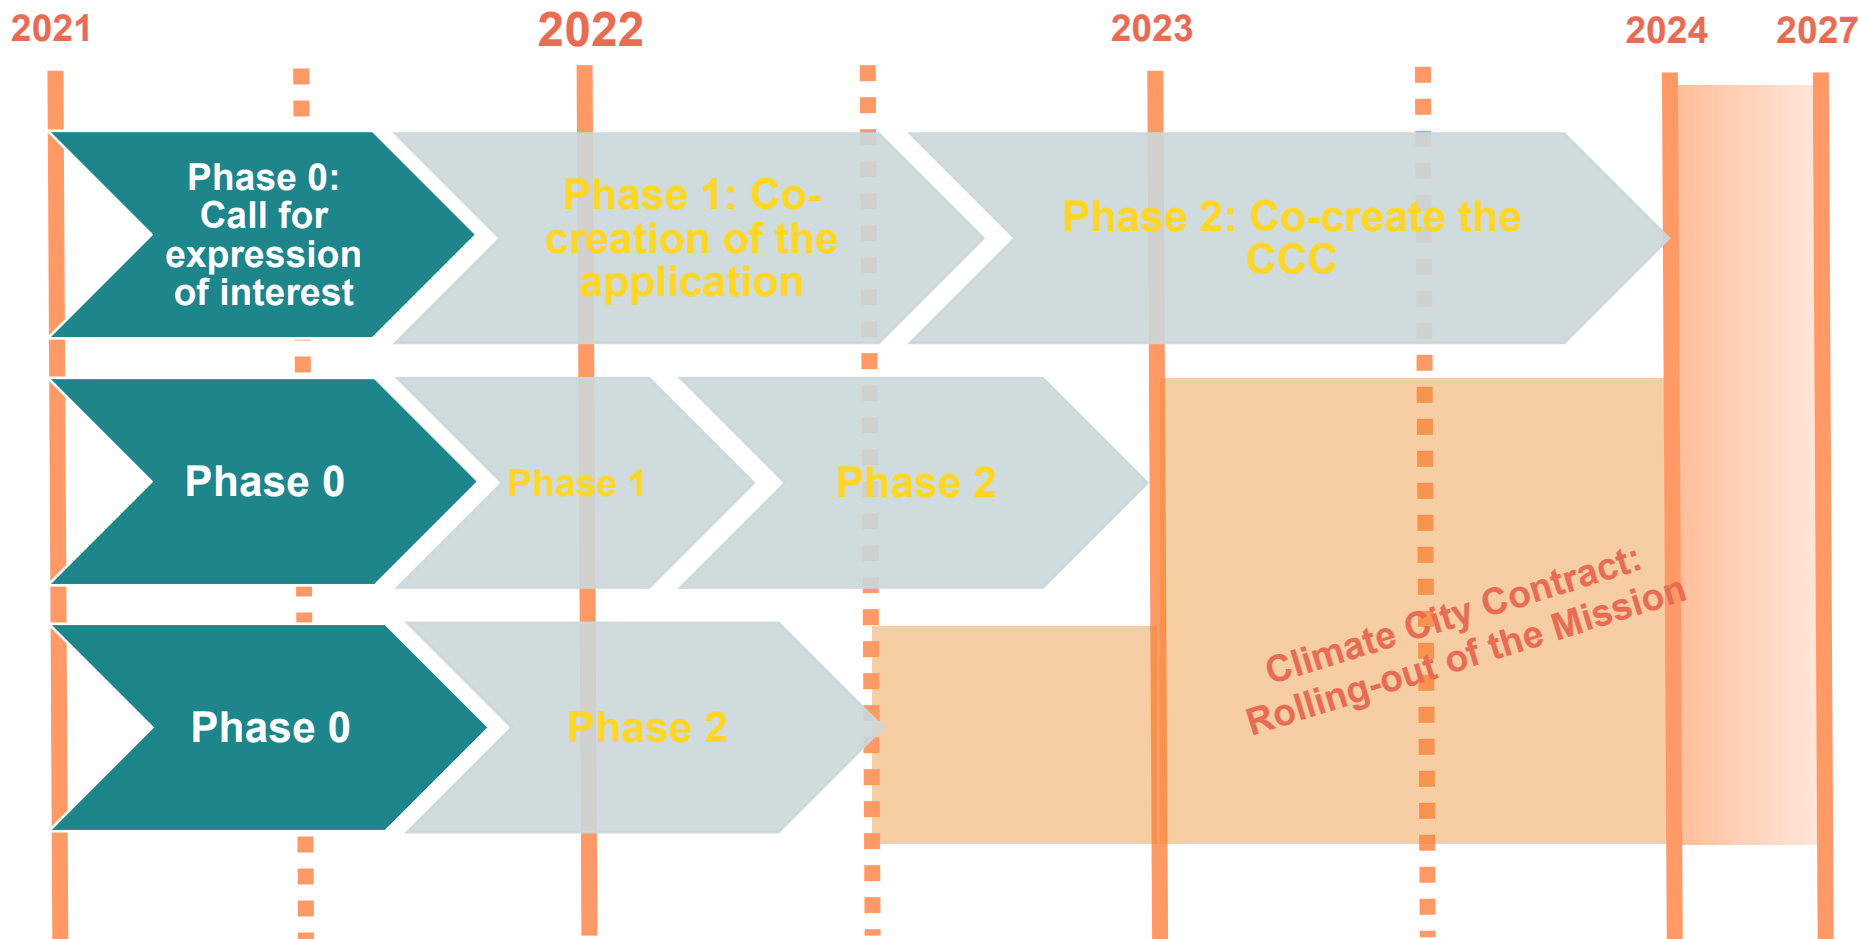 2021
2022
2023
2024
2027
Phase 0:
Call for
expression
of interest
Phase 1: Co-
creation of the
application
Phase 2: Co-create the
CCC
Phase 0
Phase 1
Phase 2
Phase 0
Phase 2
Climate City Contract:
Rolling-out of the Mission